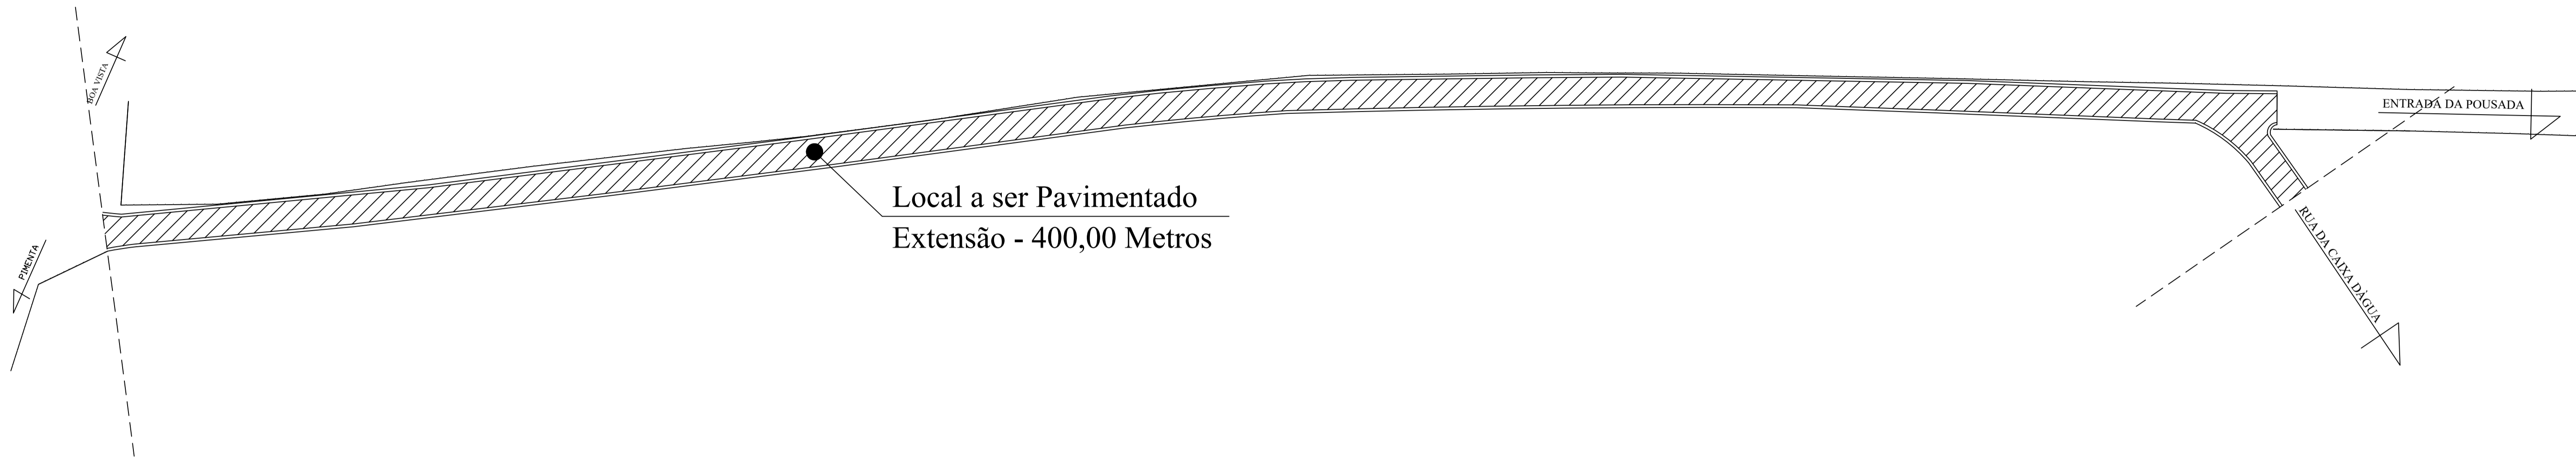 BOA VISTA
ENTRADA DA POUSADA
Local a ser Pavimentado
Extensão - 400,00 Metros
PIMENTA
RUA DA CAIXA DÁGUA